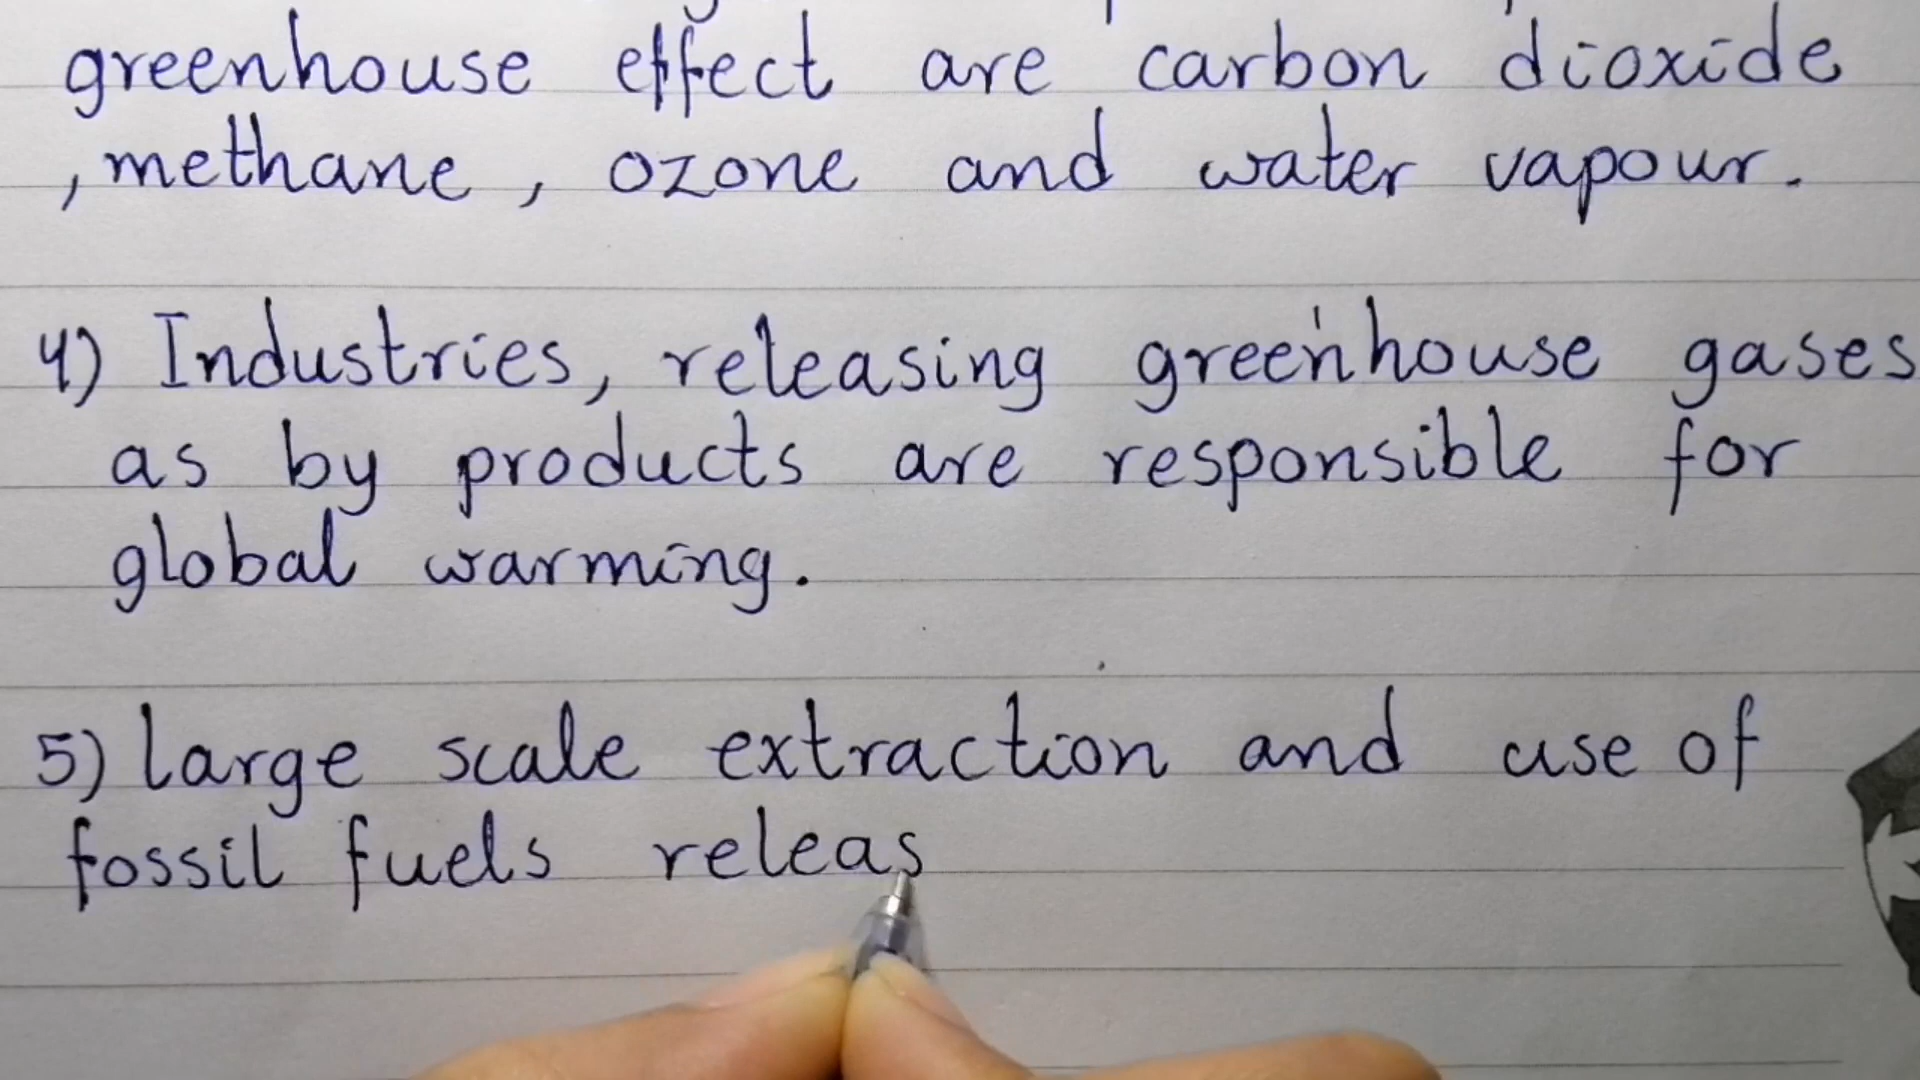 greenhouse effect are carbon dioxide
, methane , ozone and water vapour.
4) Industries, releasing greenhouse gases
as by products are responsible for
global warming.
5) large scale extraction and use of
fossil fuels releas